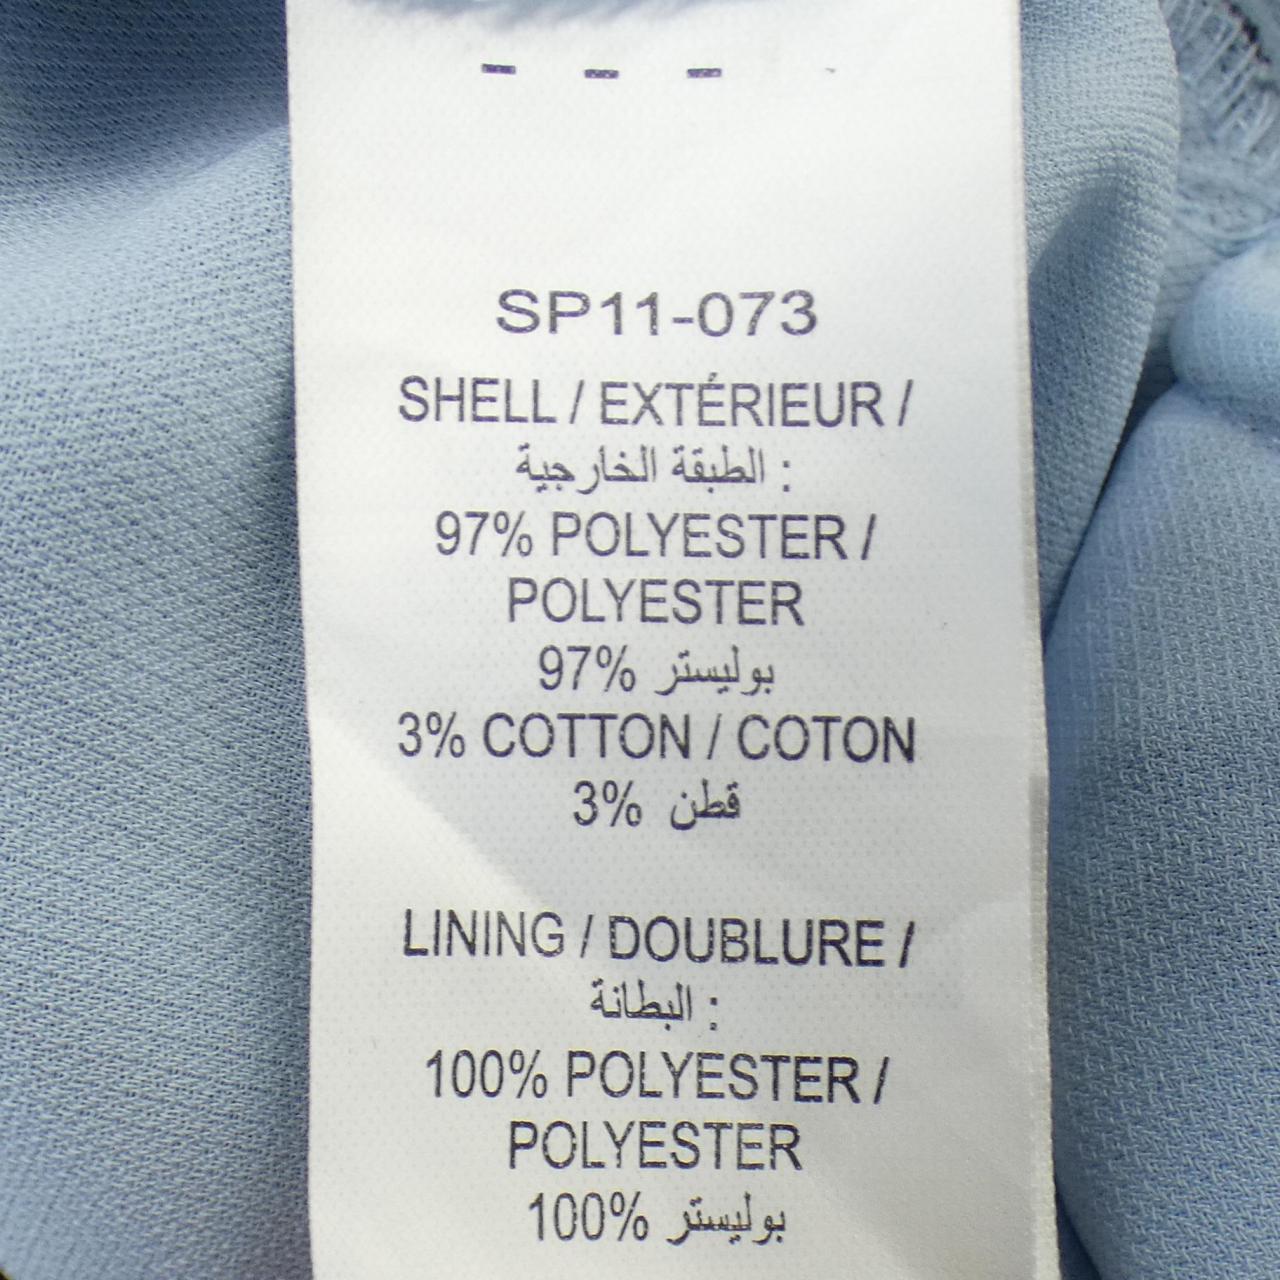 - - -
SP11-073
SHELL / EXTÉRIEUR /
الطبقة الخارجية :
97% POLYESTER /
POLYESTER
97% بوليستر
3% COTTON / COTON
3% قطن
LINING / DOUBLURE /
البطانة :
100% POLYESTER /
POLYESTER
100% بوليستر